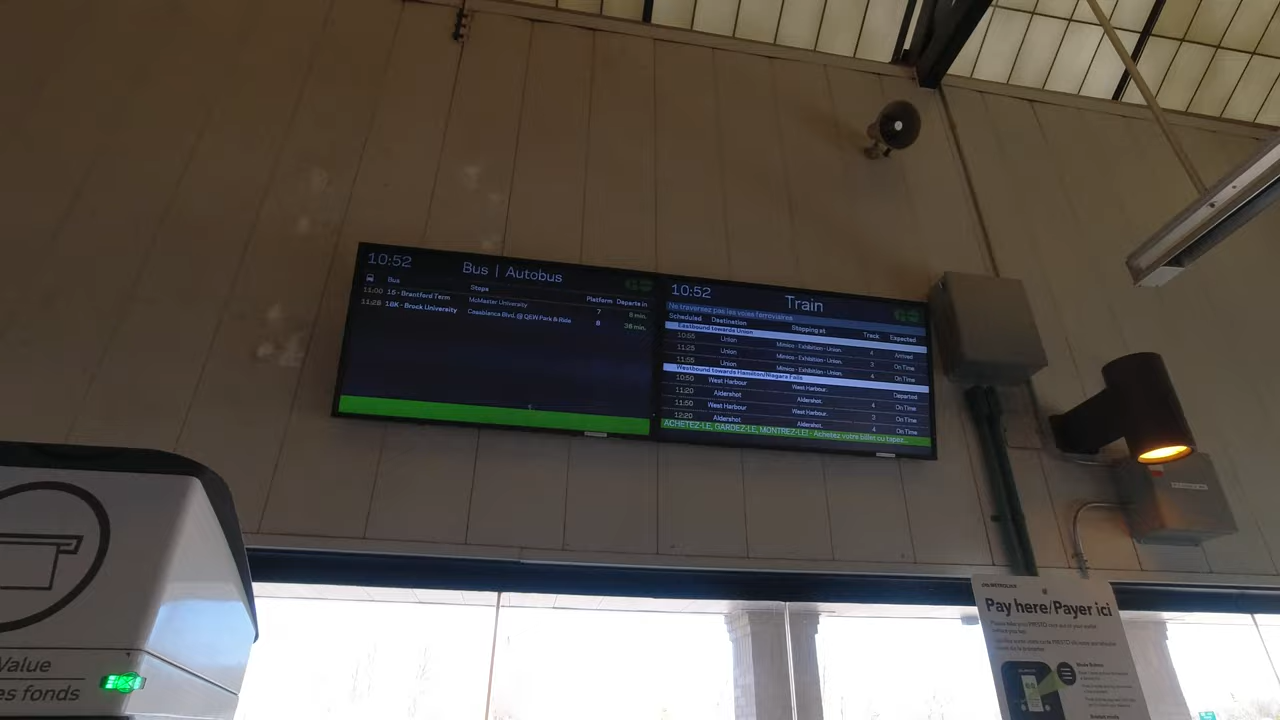 10:52
Bus | Autobus
Bus
Stops
Platform
Departs in
11:00
15 - Brantford Term
McMaster University
7
8 min.
11:28
18K - Brock University
Casablanca Blvd. @ QEW Park & Ride
8
36 min.
10:52
Train
Ne traversez pas les voies ferroviaires
Scheduled
Destination
Stopping at
Track
Expected
Eastbound towards Union
10:55
Union
Mimico - Exhibition - Union.
4
Arrived
11:25
Union
Mimico - Exhibition - Union.
3
On Time
11:55
Union
Mimico - Exhibition - Union.
4
On Time
Westbound towards Hamilton/Niagara Falls
10:50
West Harbour
West Harbour.
Departed
11:20
Aldershot
Aldershot.
4
On Time
11:50
West Harbour
West Harbour.
3
On Time
12:20
Aldershot
Aldershot.
4
On Time
ACHETEZ-LE, GARDEZ-LE, MONTREZ-LE! - Achetez votre billet ou tapez...
Value
es fonds
METROLINX
Pay here/Payer ici